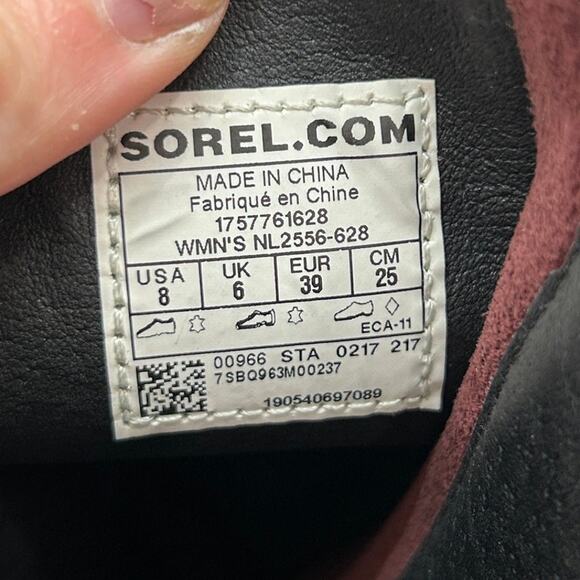 SOREL.COM
MADE IN CHINA
Fabriqué en Chine
1757761628
WMN'S NL2556-628
USA 8 UK 6 EUR 39 CM 25
ECA-11
00966 STA 0217 217
7SBQ963M00237
190540697089